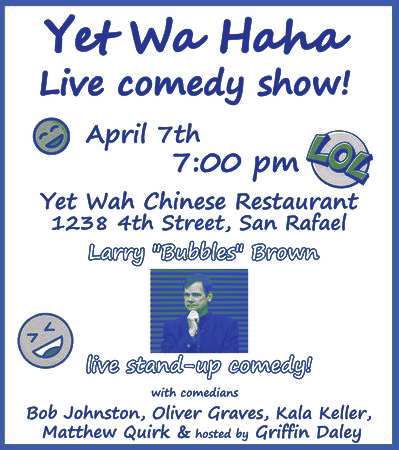 Yet Wa Haha
Live comedy show!
April 7th
7:00 pm
LOL
Yet Wah Chinese Restaurant
1238 4th Street, San Rafael
Larry "Bubbles" Brown
live stand-up comedy!
with comedians
Bob Johnston, Oliver Graves, Kala Keller,
Matthew Quirk & hosted by Griffin Daley